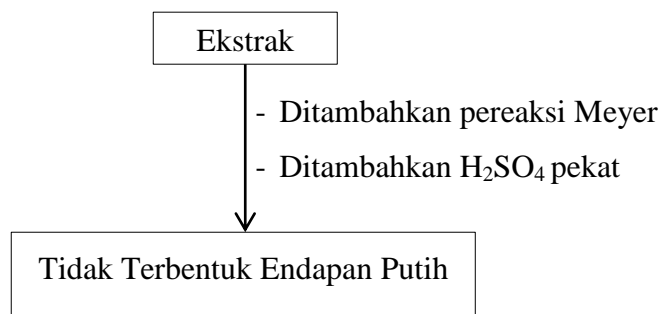 Ekstrak
- Ditambahkan pereaksi Meyer
- Ditambahkan H₂SO₄ pekat
Tidak Terbentuk Endapan Putih